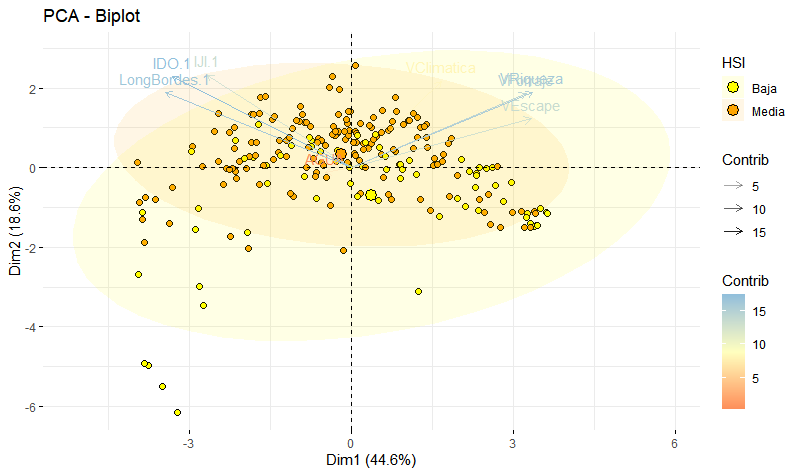 PCA - Biplot
IDO.1
IJI.1
LongBordes.1
VClimatica
VRiqueza
VEscape
HSI
Baja
Media
Contrib
5
10
15
Contrib
15
10
5
2
0
-2
-4
-6
-3
0
3
6
Dim2 (18.6%)
Dim1 (44.6%)